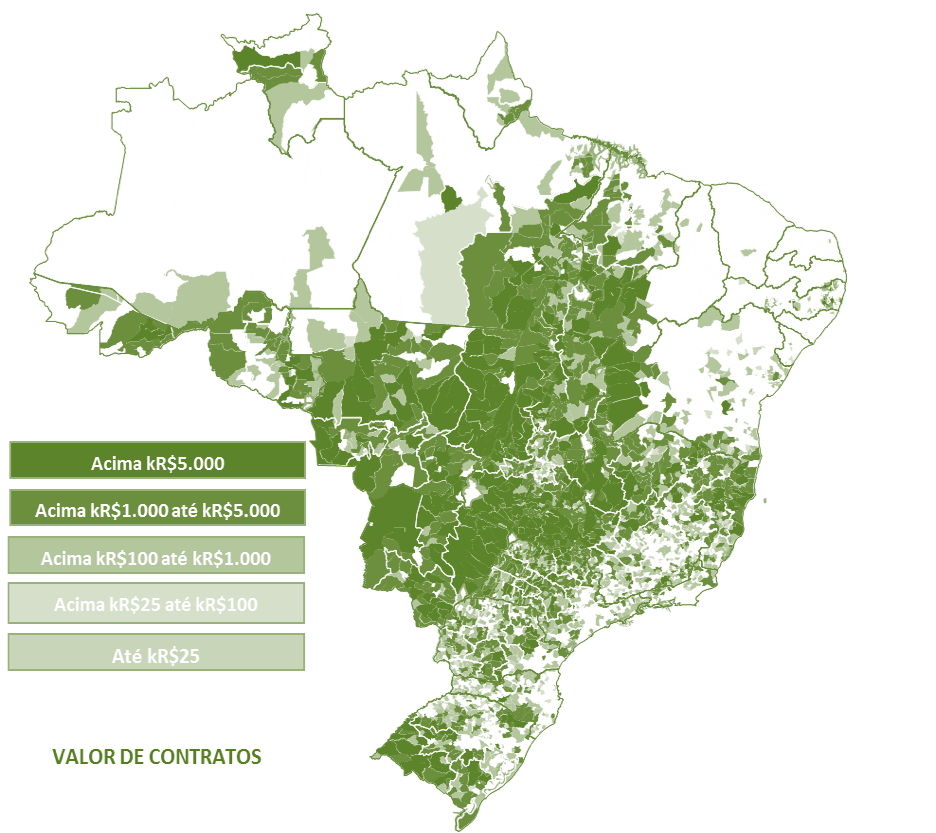 Acima kR$5.000
Acima kR$1.000 até kR$5.000
Acima kR$100 até kR$1.000
Acima kR$25 até kR$100
Até kR$25
VALOR DE CONTRATOS